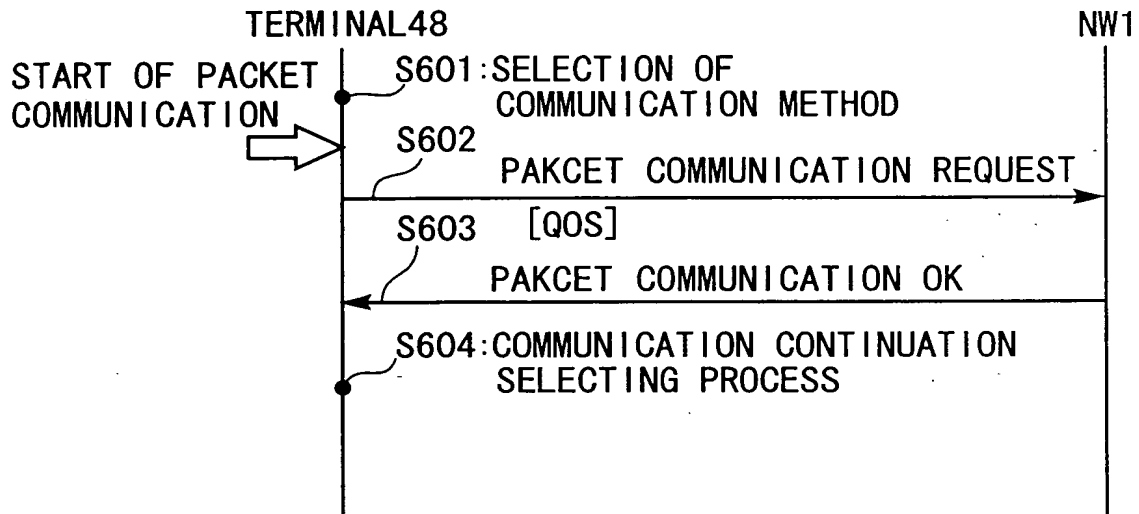 TERMINAL48
NW1
START OF PACKET
COMMUNICATION
S601:SELECTION OF
COMMUNICATION METHOD
S602
PAKCET COMMUNICATION REQUEST
[QOS]
S603
PAKCET COMMUNICATION OK
S604:COMMUNICATION CONTINUATION
SELECTING PROCESS